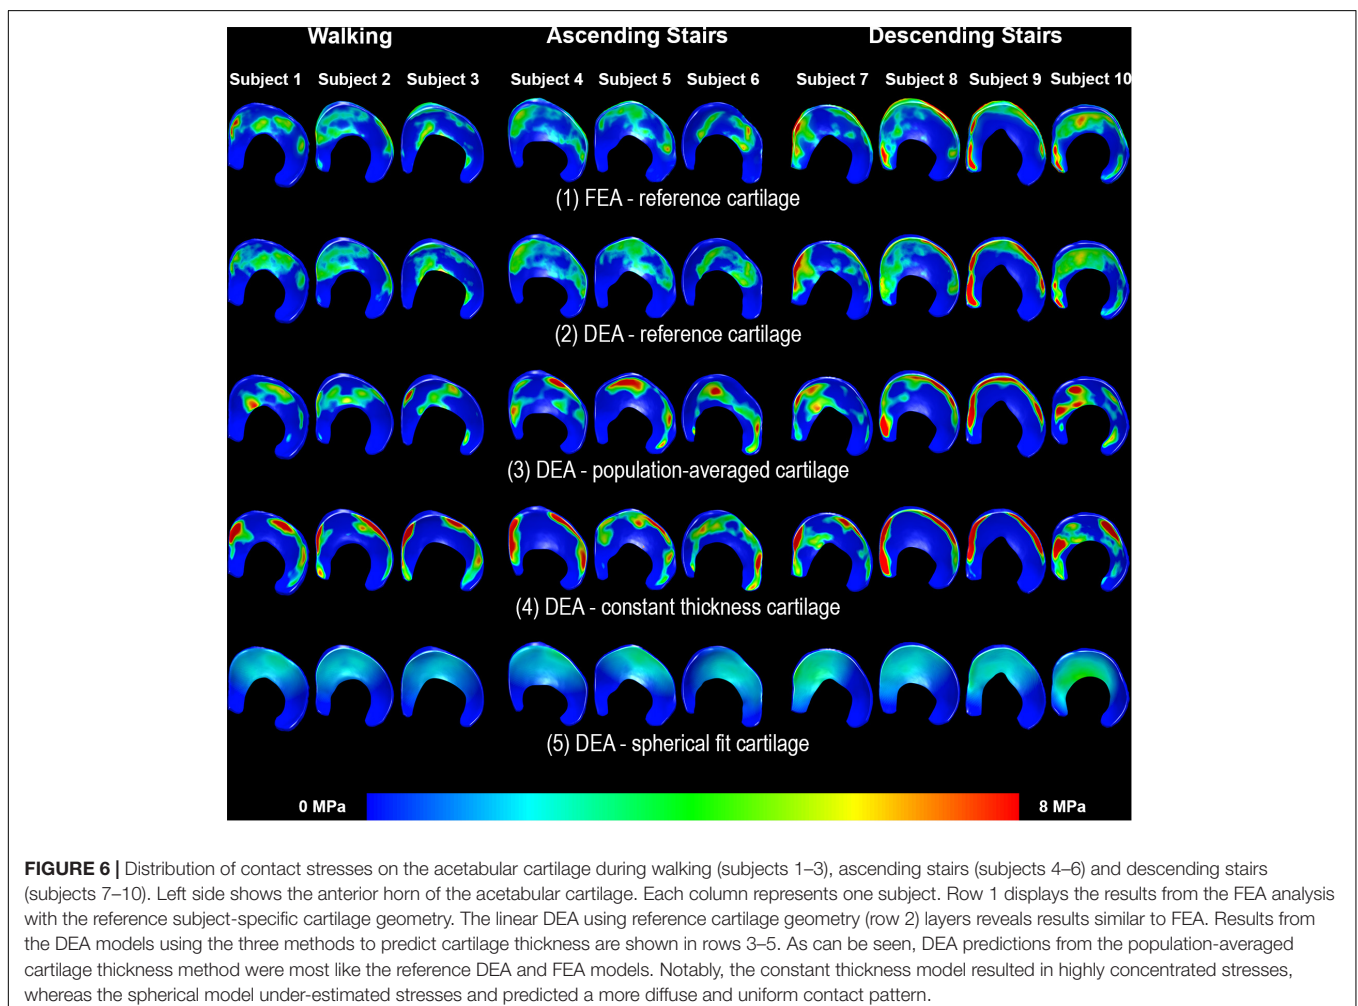 Walking Ascending Stairs Descending Stairs
Subject 1 Subject 2 Subject 3 Subject 4 Subject 5 Subject 6 Subject 7 Subject 8 Subject 9 Subject 10
(1) FEA - reference cartilage
(2) DEA - reference cartilage
(3) DEA - population-averaged cartilage
(4) DEA - constant thickness cartilage
(5) DEA - spherical fit cartilage
0 MPa 8 MPa
FIGURE 6 | Distribution of contact stresses on the acetabular cartilage during walking (subjects 1–3), ascending stairs (subjects 4–6) and descending stairs
(subjects 7–10). Left side shows the anterior horn of the acetabular cartilage. Each column represents one subject. Row 1 displays the results from the FEA analysis
with the reference subject-specific cartilage geometry. The linear DEA using reference cartilage geometry (row 2) layers reveals results similar to FEA. Results from
the DEA models using the three methods to predict cartilage thickness are shown in rows 3–5. As can be seen, DEA predictions from the population-averaged
cartilage thickness method were most like the reference DEA and FEA models. Notably, the constant thickness model resulted in highly concentrated stresses,
whereas the spherical model under-estimated stresses and predicted a more diffuse and uniform contact pattern.